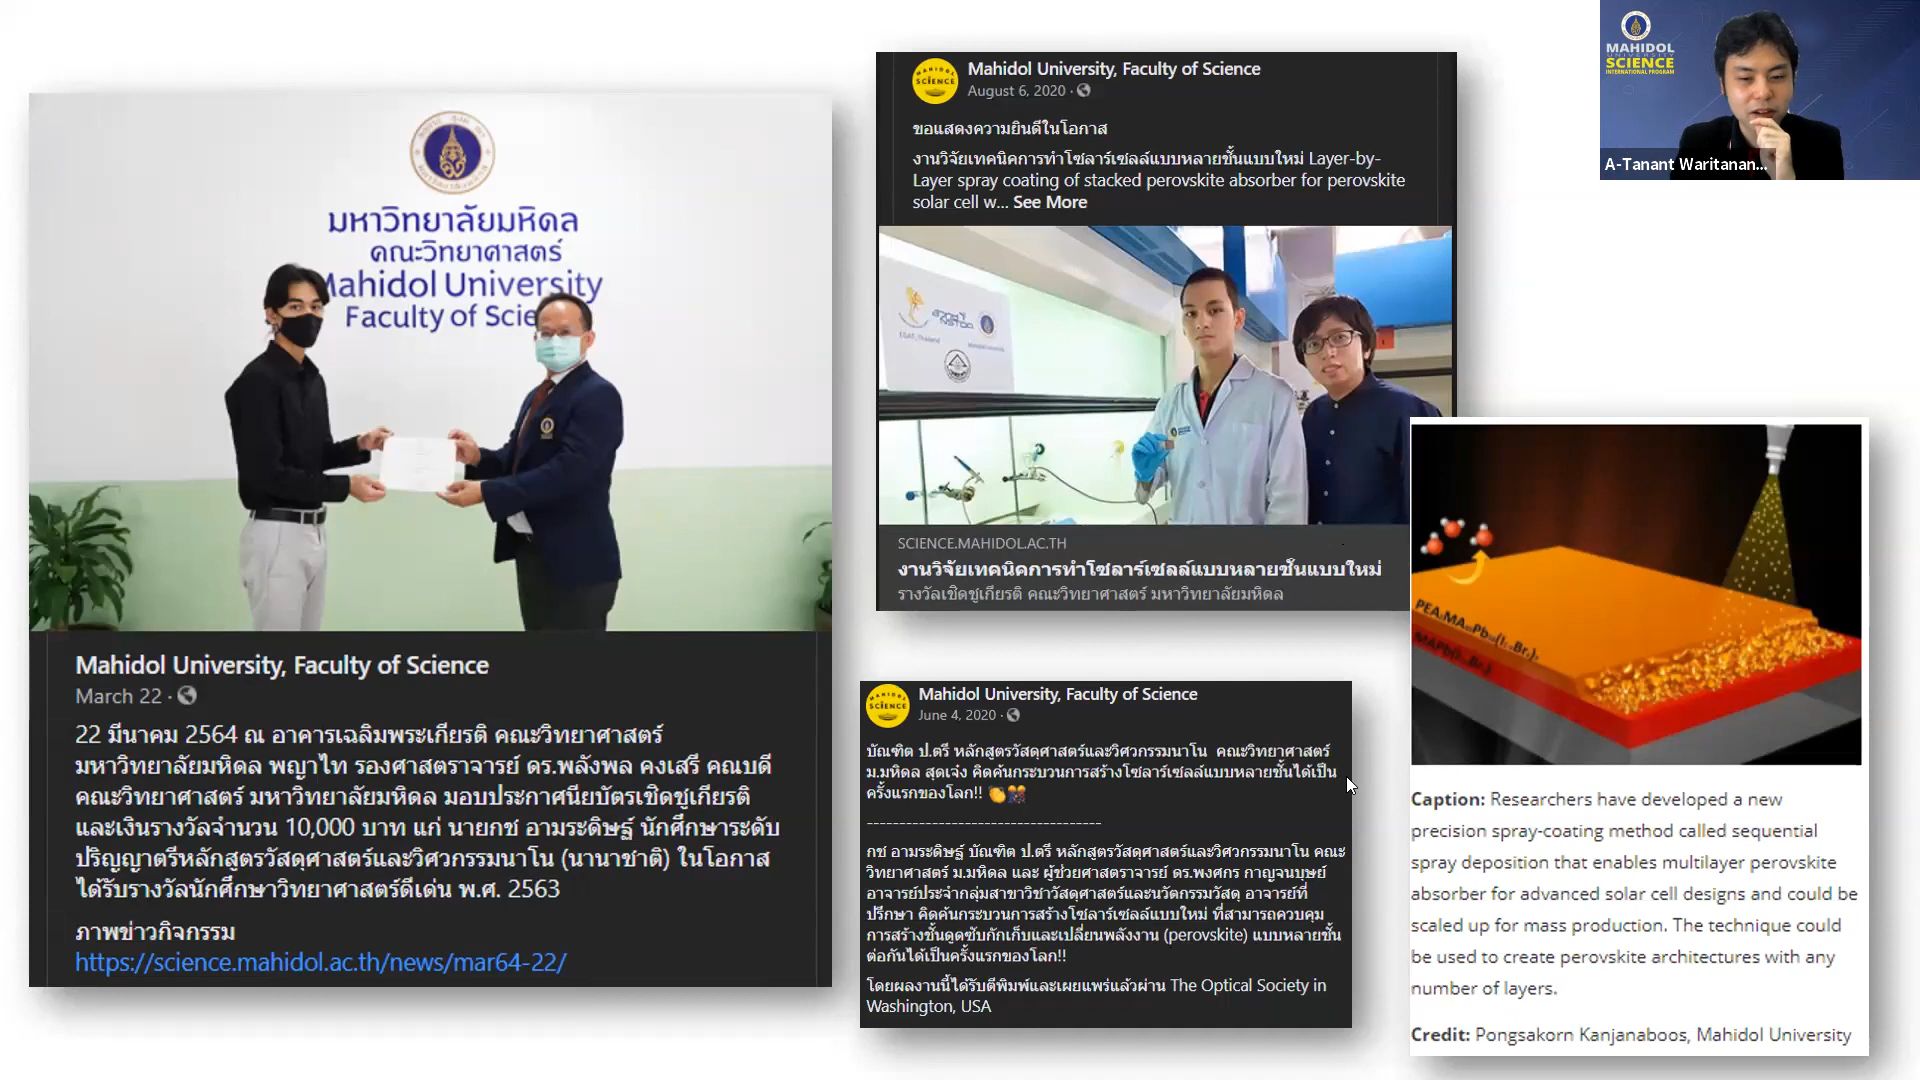 มหาวิทยาลัยมหิดล
คณะวิทยาศาสตร์
Mahidol University
Faculty of Scie
Mahidol University, Faculty of Science
March 22 ·
22 มีนาคม 2564 ณ อาคารเฉลิมพระเกียรติ คณะวิทยาศาสตร์
มหาวิทยาลัยมหิดล พญาไท รองศาสตราจารย์ ดร.พลังพล คงเสรี คณบดี
คณะวิทยาศาสตร์ มหาวิทยาลัยมหิดล มอบประกาศนียบัตรเชิดชูเกียรติ
และเงินรางวัลจำนวน 10,000 บาท แก่ นายกช อามระดิษฐ์ นักศึกษาระดับ
ปริญญาตรีหลักสูตรวัสดุศาสตร์และวิศวกรรมนาโน (นานาชาติ) ในโอกาส
ได้รับรางวัลนักศึกษาวิทยาศาสตร์ดีเด่น พ.ศ. 2563
ภาพข่าวกิจกรรม
https://science.mahidol.ac.th/news/mar64-22/
MAHIDOL
SCIENCE
Mahidol University, Faculty of Science
August 6, 2020 ·
ขอแสดงความยินดีในโอกาส
งานวิจัยเทคนิคการทำโซลาร์เซลล์แบบหลายชั้นแบบใหม่ Layer-by-
Layer spray coating of stacked perovskite absorber for perovskite
solar cell w... See More
SCIENCE.MAHIDOL.AC.TH
งานวิจัยเทคนิคการทำโซลาร์เซลล์แบบหลายชั้นแบบใหม่
รางวัลเชิดชูเกียรติ คณะวิทยาศาสตร์ มหาวิทยาลัยมหิดล
MAHIDOL
SCIENCE
Mahidol University, Faculty of Science
June 4, 2020 ·
บัณฑิต ป.ตรี หลักสูตรวัสดุศาสตร์และวิศวกรรมนาโน คณะวิทยาศาสตร์
ม.มหิดล สุดเจ๋ง คิดค้นกระบวนการสร้างโซลาร์เซลล์แบบหลายชั้นได้เป็น
ครั้งแรกของโลก!! 👏🎊
------------------------------------
กช อามระดิษฐ์ บัณฑิต ป.ตรี หลักสูตรวัสดุศาสตร์และวิศวกรรมนาโน คณะ
วิทยาศาสตร์ ม.มหิดล และ ผู้ช่วยศาสตราจารย์ ดร.พงศกร กาญจนบุษย์
อาจารย์ประจำกลุ่มสาขาวิชาวัสดุศาสตร์และนวัตกรรมวัสดุ อาจารย์ที่
ปรึกษา คิดค้นกระบวนการสร้างโซลาร์เซลล์แบบใหม่ ที่สามารถควบคุม
การสร้างชั้นดูดซับกักเก็บและเปลี่ยนพลังงาน (perovskite) แบบหลายชั้น
ต่อกันได้เป็นครั้งแรกของโลก!!
โดยผลงานนี้ได้รับตีพิมพ์และเผยแพร่แล้วผ่าน The Optical Society in
Washington, USA
MAHIDOL
UNIVERSITY
SCIENCE
INTERNATIONAL PROGRAM
A-Tanant Waritanan...
Caption: Researchers have developed a new
precision spray-coating method called sequential
spray deposition that enables multilayer perovskite
absorber for advanced solar cell designs and could be
scaled up for mass production. The technique could
be used to create perovskite architectures with any
number of layers.
Credit: Pongsakorn Kanjanaboos, Mahidol University